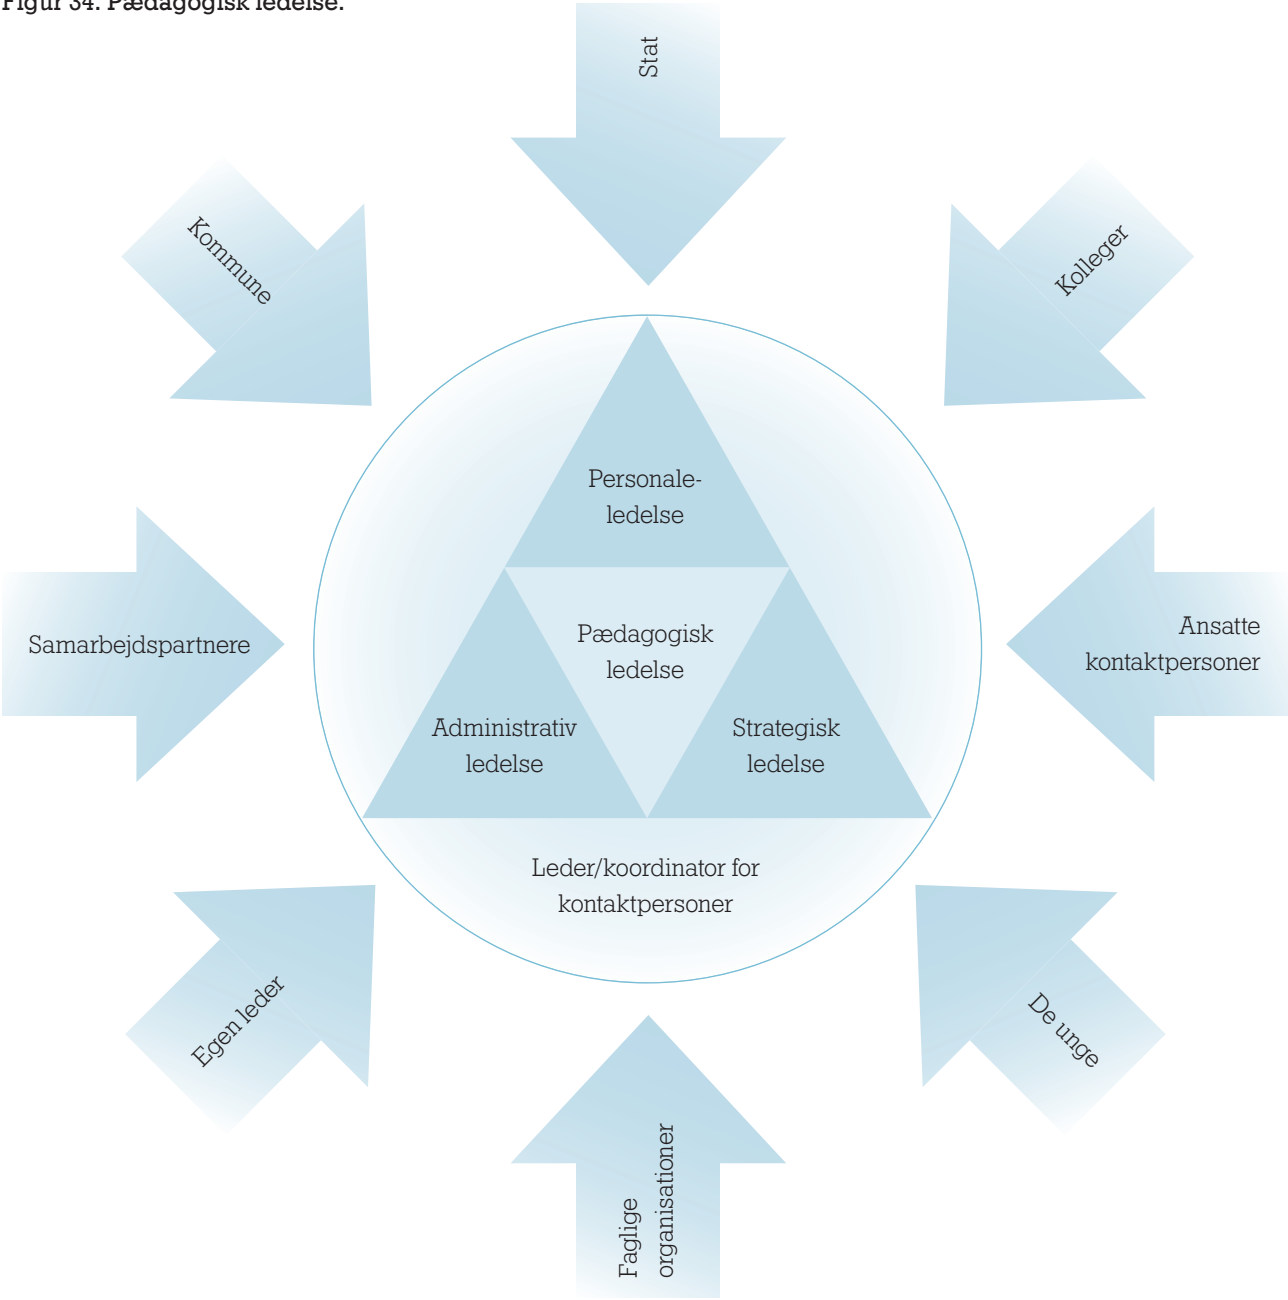 Figur 34. Pædagogisk ledelse.
Stat
Kommune
Kolleger
Personale-
ledelse
Samarbejdspartnere
Pædagogisk
ledelse
Ansatte
kontaktpersoner
Administrativ
ledelse
Strategisk
ledelse
Leder/koordinator for
kontaktpersoner
Egen leder
De unge
Faglige
organisationer